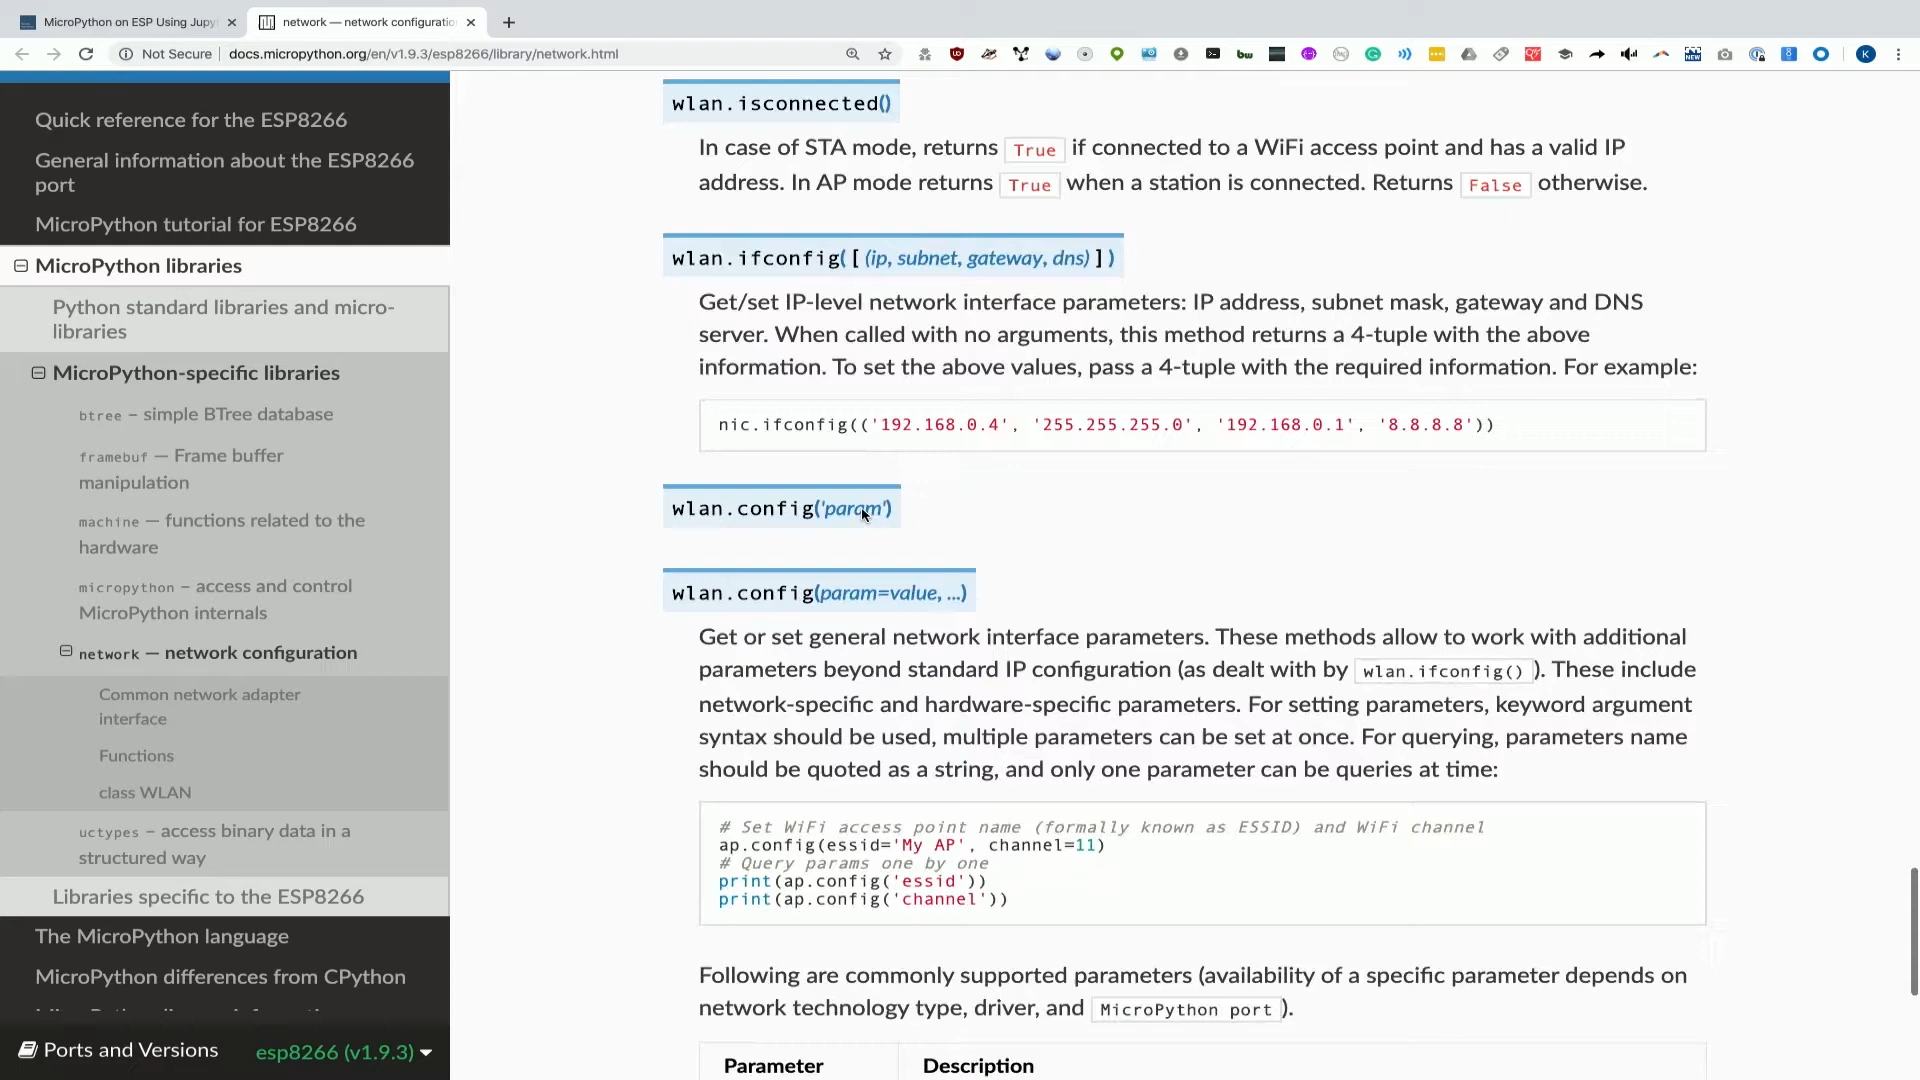 MicroPython on ESP Using Jupy
network — network configuratio
Not Secure
docs.micropython.org/en/v1.9.3/esp8266/library/network.html
Quick reference for the ESP8266
General information about the ESP8266
port
MicroPython tutorial for ESP8266
MicroPython libraries
Python standard libraries and micro-
libraries
MicroPython-specific libraries
btree – simple BTree database
framebuf — Frame buffer
manipulation
machine — functions related to the
hardware
micropython – access and control
MicroPython internals
network — network configuration
Common network adapter
interface
Functions
class WLAN
uctypes – access binary data in a
structured way
Libraries specific to the ESP8266
The MicroPython language
MicroPython differences from CPython
Ports and Versions
esp8266 (v1.9.3)
wlan.isconnected()
In case of STA mode, returns True if connected to a WiFi access point and has a valid IP
address. In AP mode returns True when a station is connected. Returns False otherwise.
wlan.ifconfig([(ip, subnet, gateway, dns)])
Get/set IP-level network interface parameters: IP address, subnet mask, gateway and DNS
server. When called with no arguments, this method returns a 4-tuple with the above
information. To set the above values, pass a 4-tuple with the required information. For example:
nic.ifconfig(('192.168.0.4', '255.255.255.0', '192.168.0.1', '8.8.8.8'))
wlan.config('param')
wlan.config(param=value, ...)
Get or set general network interface parameters. These methods allow to work with additional
parameters beyond standard IP configuration (as dealt with by wlan.ifconfig() ). These include
network-specific and hardware-specific parameters. For setting parameters, keyword argument
syntax should be used, multiple parameters can be set at once. For querying, parameters name
should be quoted as a string, and only one parameter can be queries at time:
# Set WiFi access point name (formally known as ESSID) and WiFi channel
ap.config(essid='My AP', channel=11)
# Query params one by one
print(ap.config('essid'))
print(ap.config('channel'))
Following are commonly supported parameters (availability of a specific parameter depends on
network technology type, driver, and MicroPython port ).
Parameter
Description